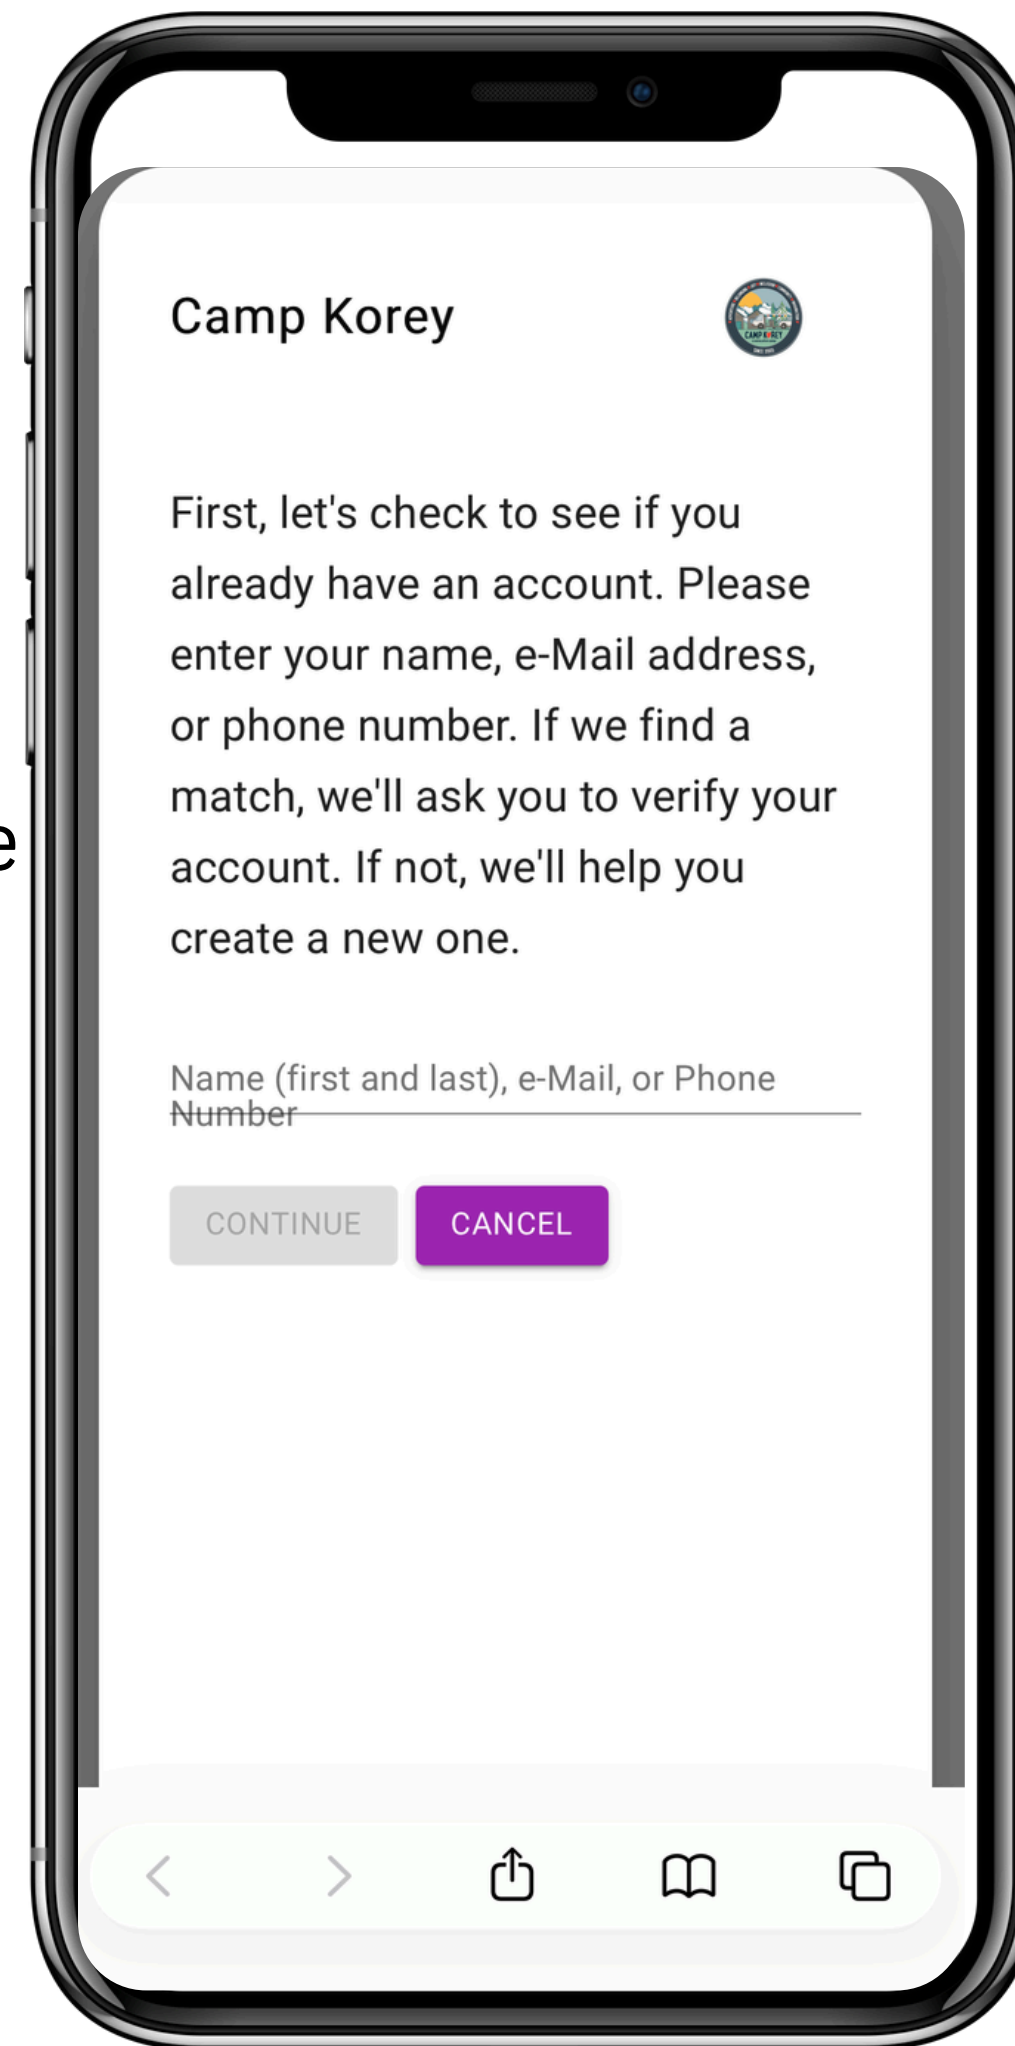 Camp Korey
CAMP KOREY
First, let's check to see if you
already have an account. Please
enter your name, e-Mail address,
or phone number. If we find a
match, we'll ask you to verify your
e
account. If not, we'll help you
create a new one.
Name (first and last), e-Mail, or Phone
Number
CONTINUE
CANCEL